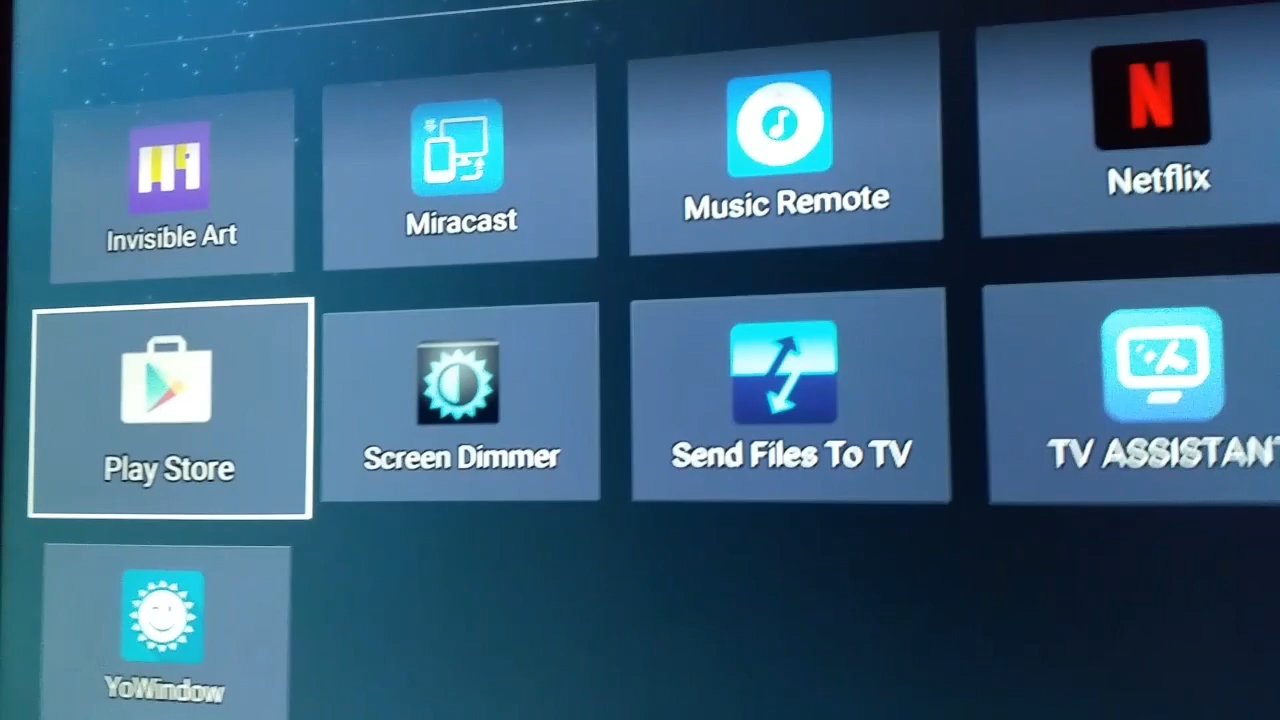 Invisible Art
Miracast
Music Remote
N
Netflix
Play Store
Screen Dimmer
Send Files To TV
TV ASSISTANT
YoWindow